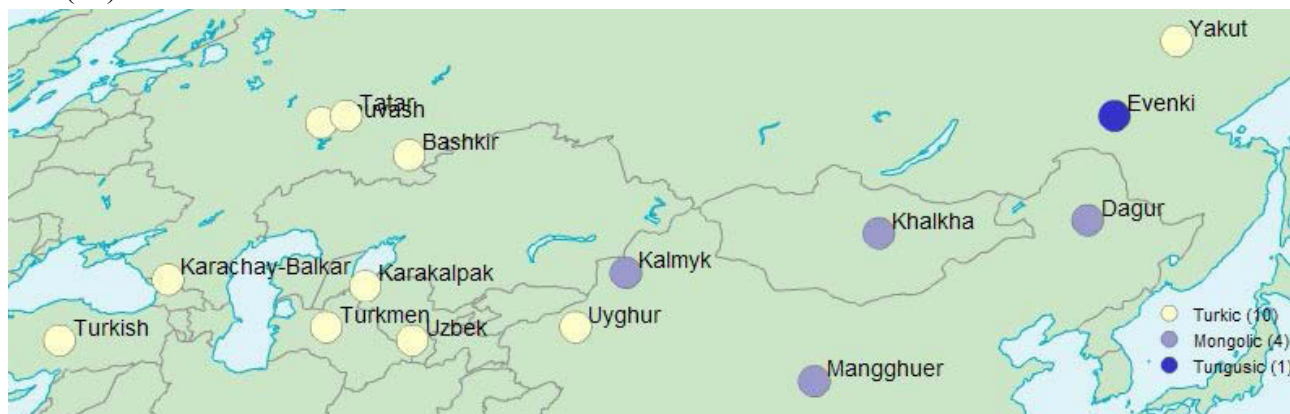 Yakut
Evenki
Tatar
uvash
Bashkir
Dagur
Khalkha
Kalmyk
Karachay-Balkar
Karakalpak
Turkish
Turkmen
Uzbek
Uyghur
Mangghuer
Turkic (10)
Mongolic (4)
Tungusic (1)